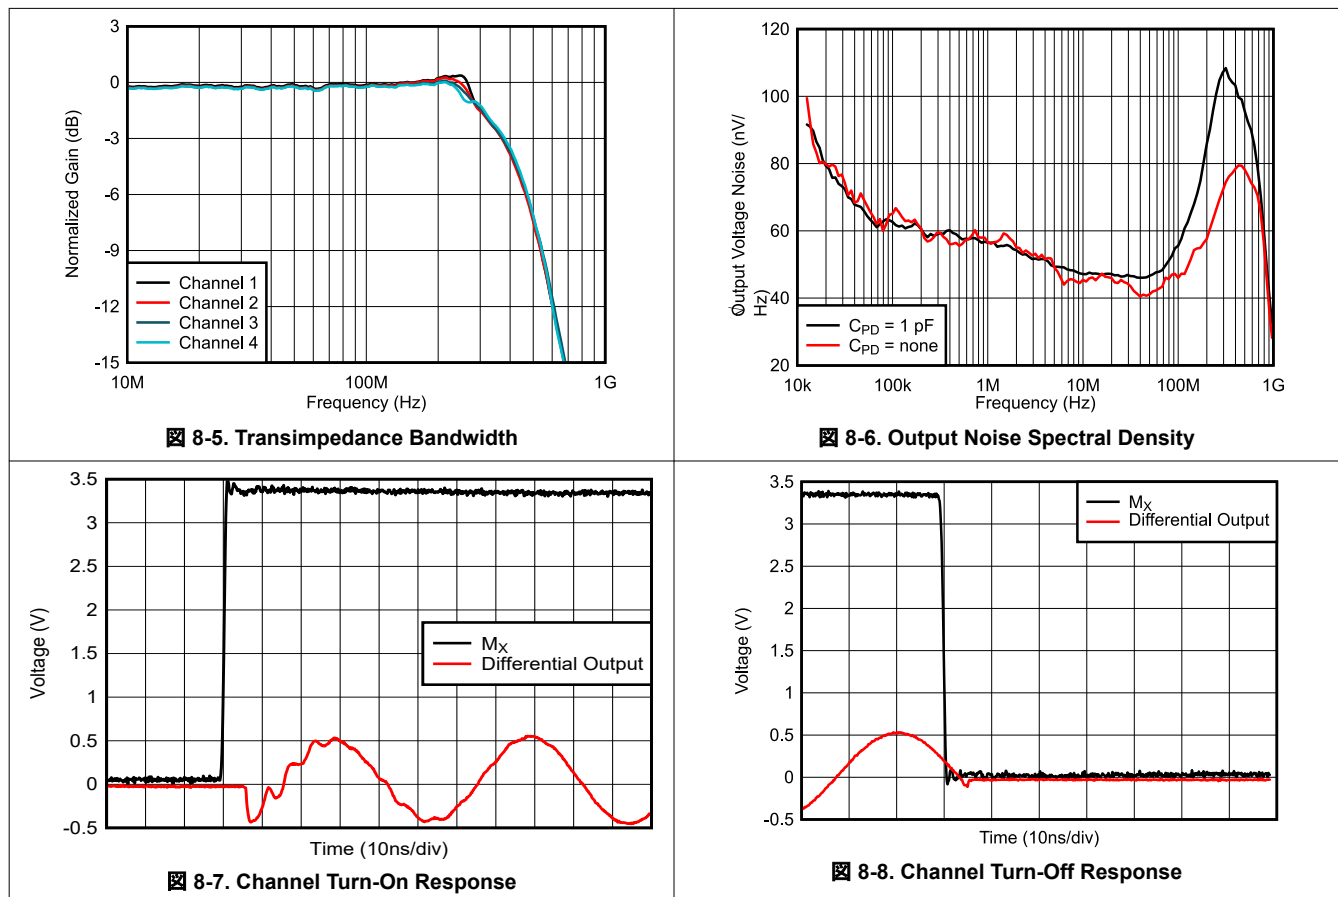 3
0
-3
-6
-9
-12
-15
Normalized Gain (dB)
Channel 1
Channel 2
Channel 3
Channel 4
10M
100M
1G
Frequency (Hz)
図 8-5. Transimpedance Bandwidth
120
100
80
60
40
20
Output Voltage Noise (nV/
√
Hz)
CPD = 1 pF
CPD = none
10k
100k
1M
10M
100M
1G
Frequency (Hz)
図 8-6. Output Noise Spectral Density
3.5
3
2.5
2
1.5
1
0.5
0
-0.5
Voltage (V)
MX
Differential Output
Time (10ns/div)
図 8-7. Channel Turn-On Response
3.5
3
2.5
2
1.5
1
0.5
0
-0.5
Voltage (V)
MX
Differential Output
Time (10ns/div)
図 8-8. Channel Turn-Off Response